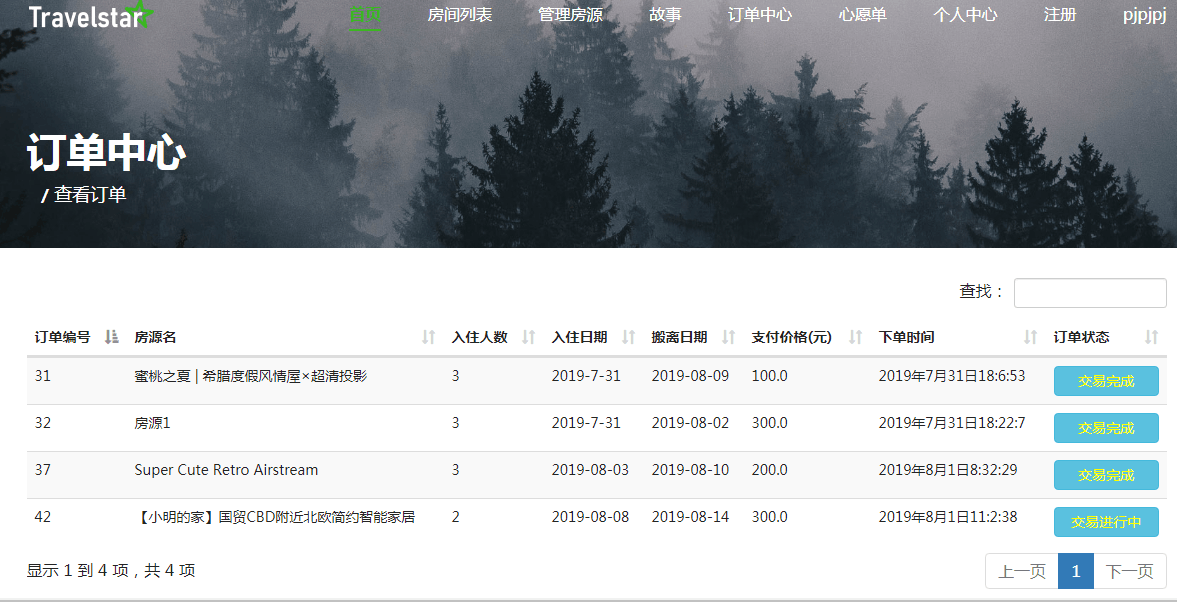 Travelstar 首页 房间列表 管理房源 故事 订单中心 心愿单 个人中心 注册 pjpjpj
订单中心
/ 查看订单
查找：
订单编号 房源名 入住人数 入住日期 搬离日期 支付价格(元) 下单时间 订单状态
31 蜜桃之夏 | 希腊度假风情屋×超清投影 3 2019-7-31 2019-08-09 100.0 2019年7月31日18:6:53 交易完成
32 房源1 3 2019-7-31 2019-08-02 300.0 2019年7月31日18:22:7 交易完成
37 Super Cute Retro Airstream 3 2019-08-03 2019-08-10 200.0 2019年8月1日8:32:29 交易完成
42 【小明的家】国贸CBD附近北欧简约智能家居 2 2019-08-08 2019-08-14 300.0 2019年8月1日11:2:38 交易进行中
显示 1 到 4 项，共 4 项 上一页 1 下一页